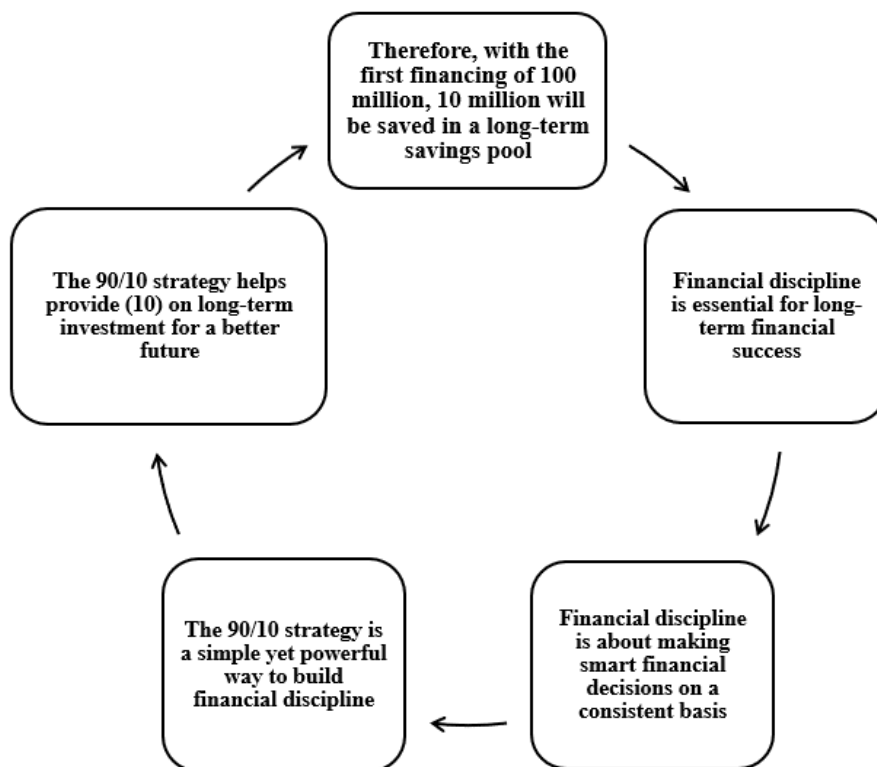 Therefore, with the
first financing of 100
million, 10 million will
be saved in a long-term
savings pool
Financial discipline
is essential for long-
term financial
success
Financial discipline
is about making
smart financial
decisions on a
consistent basis
The 90/10 strategy is
a simple yet powerful
way to build
financial discipline
The 90/10 strategy helps
provide (10) on long-term
investment for a better
future